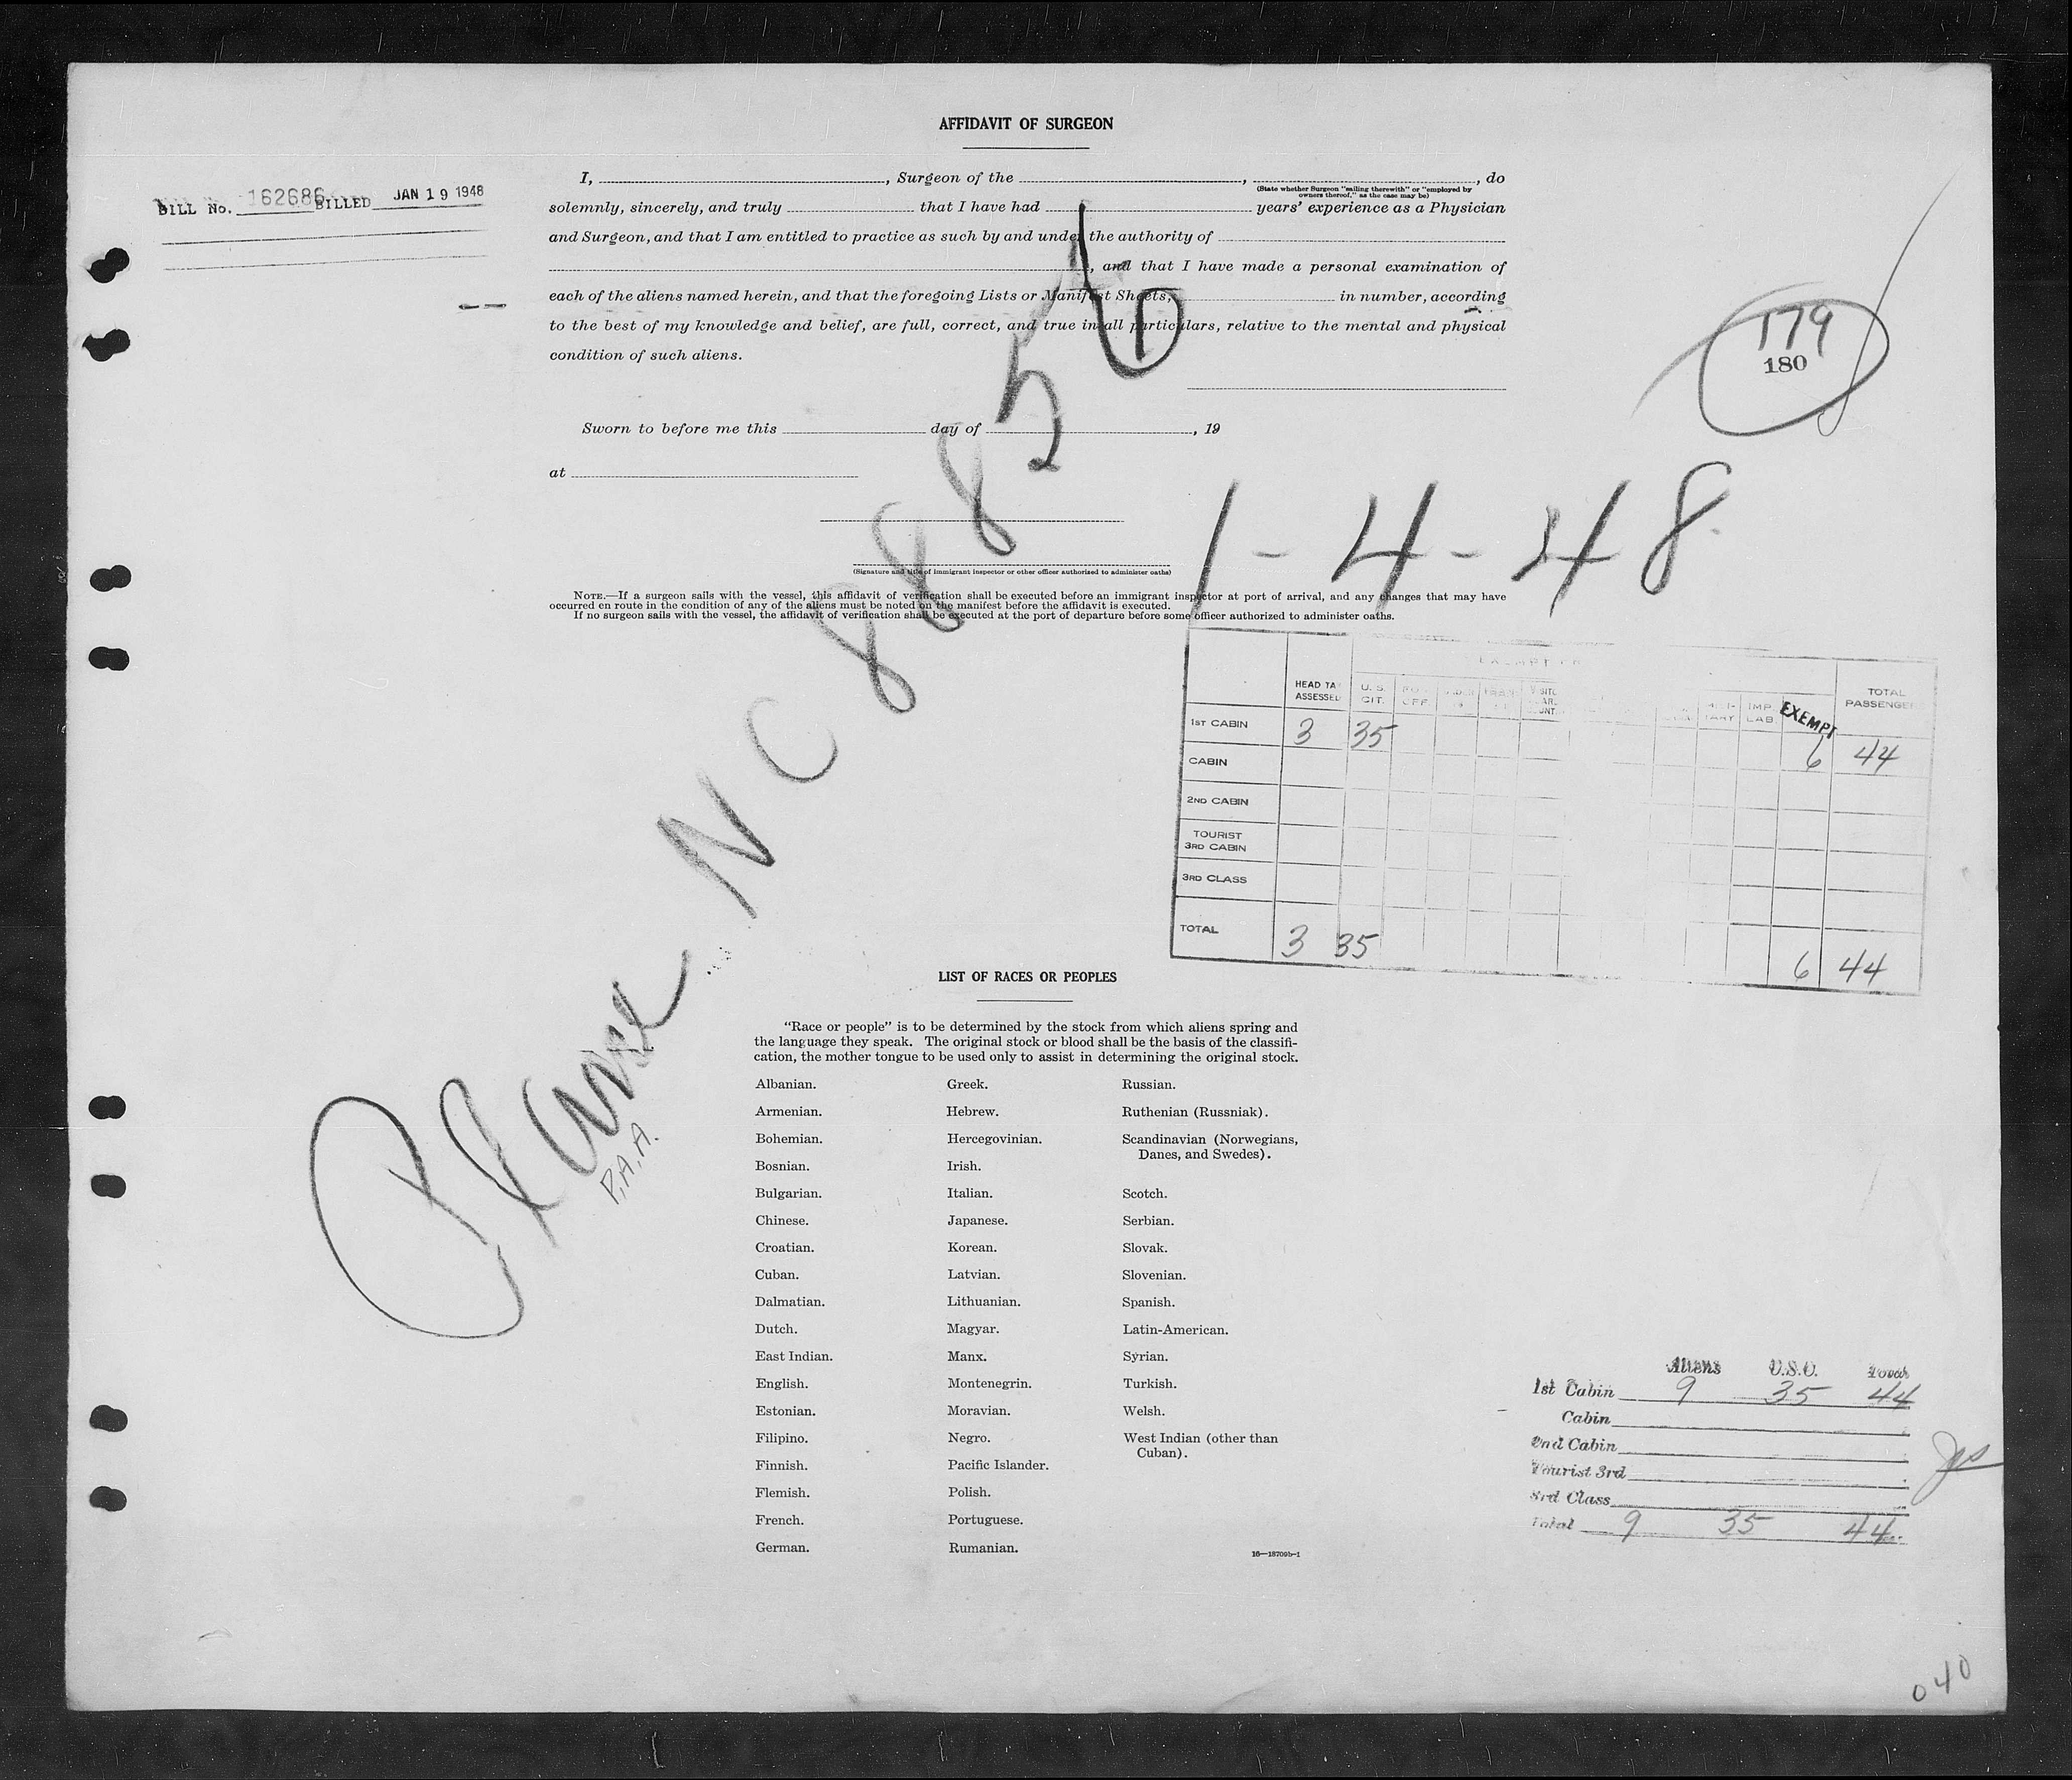 AFFIDAVIT OF SURGEON
BILL No. 162686 BILLED JAN 19 1948
I, , Surgeon of the , , do
(State whether Surgeon "sailing therewith" or "employed by
owners thereof," as the case may be)
solemnly, sincerely, and truly that I have had years' experience as a Physician
and Surgeon, and that I am entitled to practice as such by and under the authority of
, and that I have made a personal examination of
each of the aliens named herein, and that the foregoing Lists or Manifest Sheets, in number, according
to the best of my knowledge and belief, are full, correct, and true in all particulars, relative to the mental and physical
condition of such aliens.
179
180
Sworn to before me this day of , 19
at
(Signature and title of immigrant inspector or other officer authorized to administer oaths)
1-4-48
NOTE.—If a surgeon sails with the vessel, this affidavit of verification shall be executed before an immigrant inspector at port of arrival, and any changes that may have
occurred en route in the condition of any of the aliens must be noted on the manifest before the affidavit is executed.
If no surgeon sails with the vessel, the affidavit of verification shall be executed at the port of departure before some officer authorized to administer oaths.
Plane NC 88856
P.A.A.
HEAD TA ASSESSED U.S. CIT. IMP. LAB. EXEMPT TOTAL PASSENGE
1ST CABIN 3 35 6 44
CABIN
2ND CABIN
TOURIST
3RD CABIN
3RD CLASS
TOTAL 3 35 6 44
LIST OF RACES OR PEOPLES
"Race or people" is to be determined by the stock from which aliens spring and
the language they speak. The original stock or blood shall be the basis of the classifi-
cation, the mother tongue to be used only to assist in determining the original stock.
Albanian. Greek. Russian.
Armenian. Hebrew. Ruthenian (Russniak).
Bohemian. Hercegovinian. Scandinavian (Norwegians,
Danes, and Swedes).
Bosnian. Irish.
Bulgarian. Italian. Scotch.
Chinese. Japanese. Serbian.
Croatian. Korean. Slovak.
Cuban. Latvian. Slovenian.
Dalmatian. Lithuanian. Spanish.
Dutch. Magyar. Latin-American.
East Indian. Manx. Syrian.
English. Montenegrin. Turkish.
Estonian. Moravian. Welsh.
Filipino. Negro. West Indian (other than
Cuban).
Finnish. Pacific Islander.
Flemish. Polish.
French. Portuguese.
German. Rumanian.
16—18709b-1
Aliens U.S.C. Total
1st Cabin 9 35 44
Cabin
2nd Cabin
Tourist 3rd
3rd Class
Total 9 35 44
040